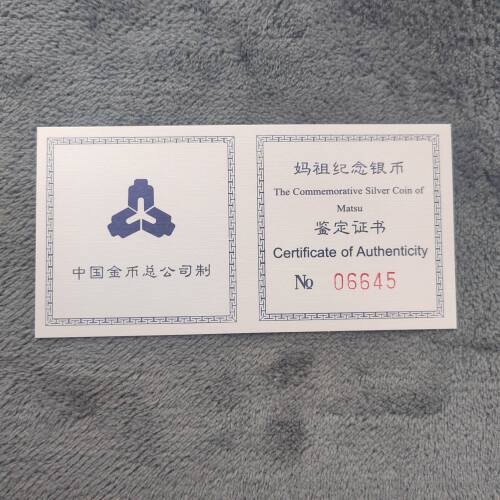 中国金币总公司制
妈祖纪念银币
The Commemorative Silver Coin of
Matsu
鉴定证书
Certificate of Authenticity
№ 06645